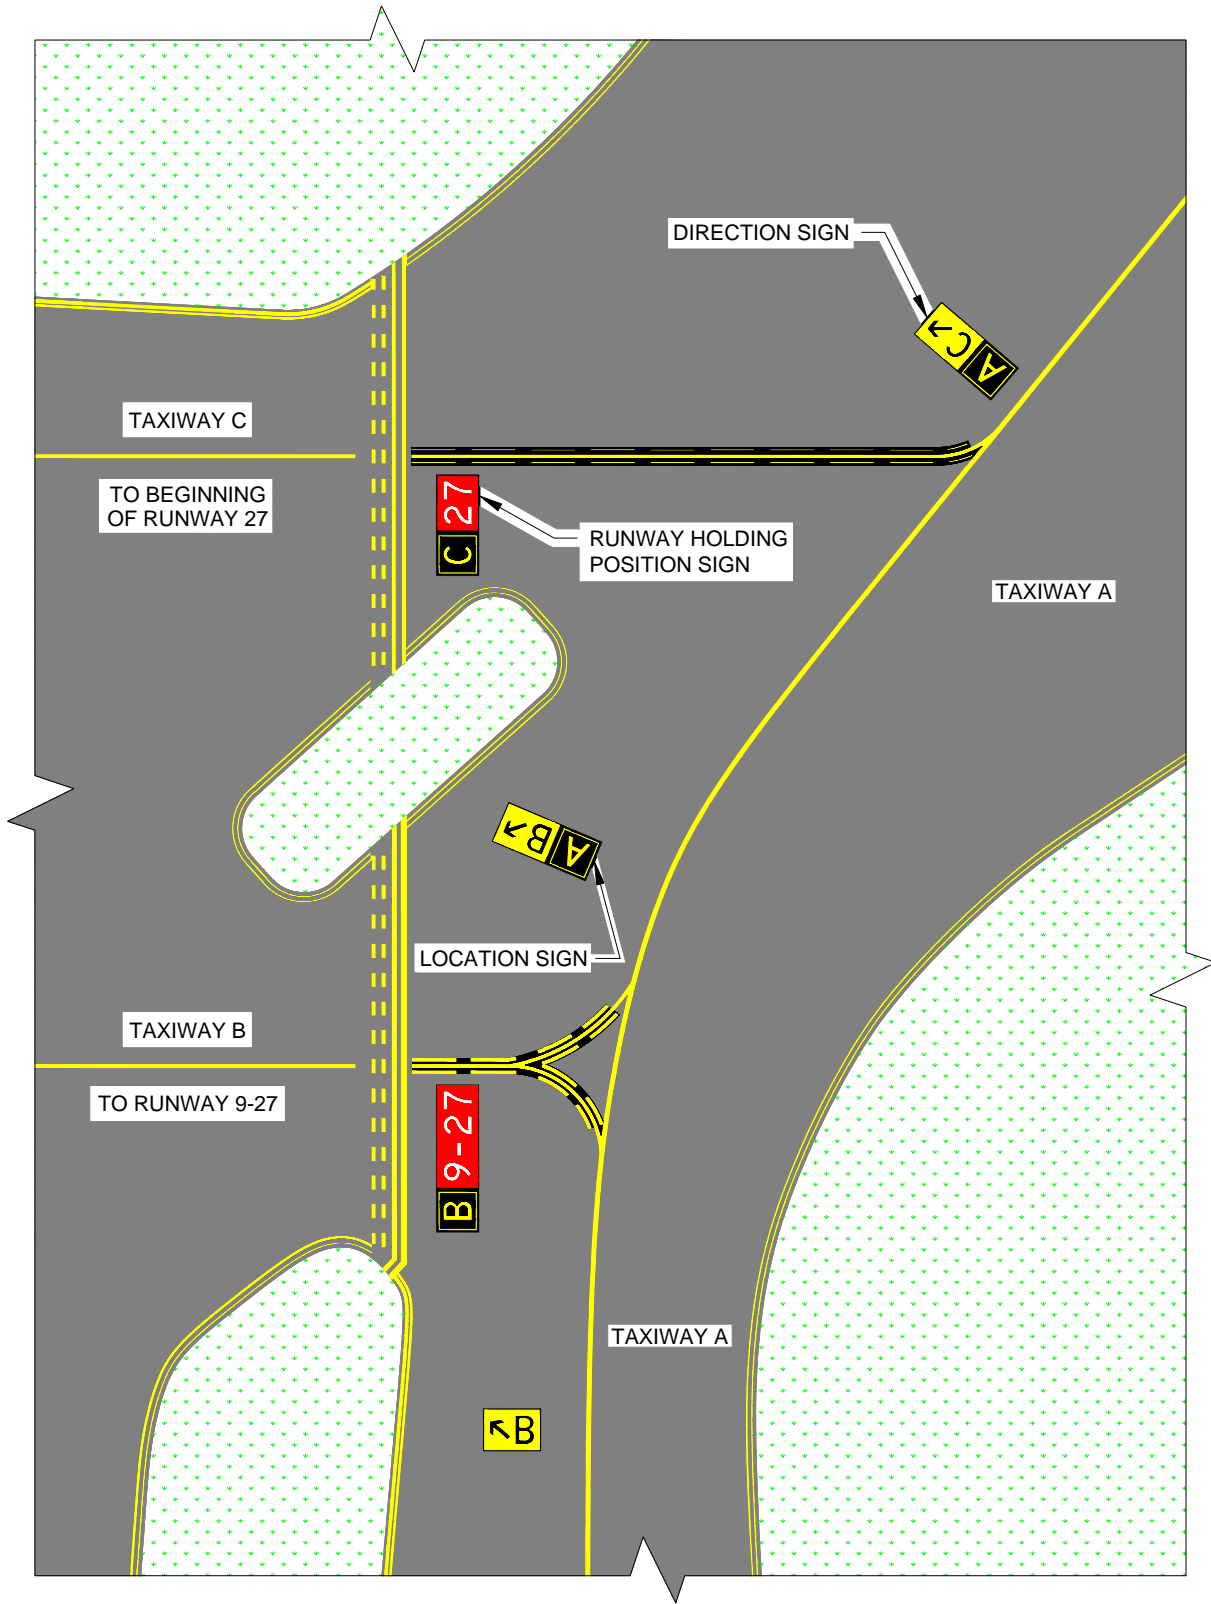 DIRECTION SIGN
C
A
TAXIWAY C
TO BEGINNING
OF RUNWAY 27
C 27
RUNWAY HOLDING
POSITION SIGN
TAXIWAY A
B
A
LOCATION SIGN
TAXIWAY B
TO RUNWAY 9-27
B 9-27
TAXIWAY A
B